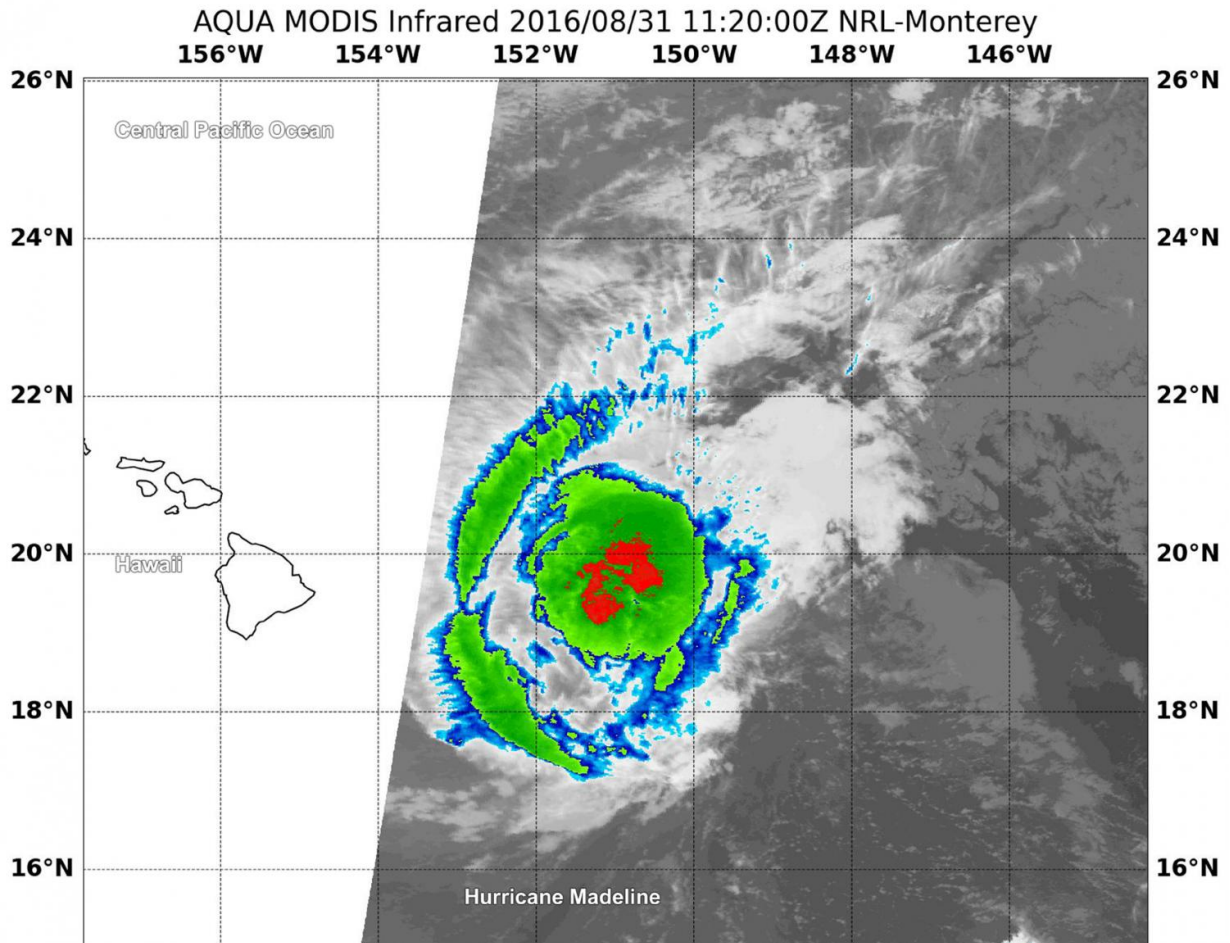 AQUA MODIS Infrared 2016/08/31 11:20:00Z NRL-Monterey
156°W 154°W 152°W 150°W 148°W 146°W
26°N 26°N
Central Pacific Ocean
24°N 24°N
22°N 22°N
20°N 20°N
Hawaii
18°N 18°N
16°N 16°N
Hurricane Madeline